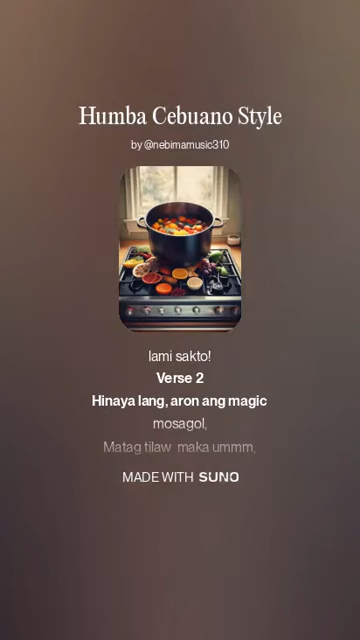 Humba Cebuano Style
by @nebimamusic310
lami sakto!
Verse 2
Hinaya lang, aron ang magic
mosagol,
Matag tilaw maka ummm,
MADE WITH SUNO